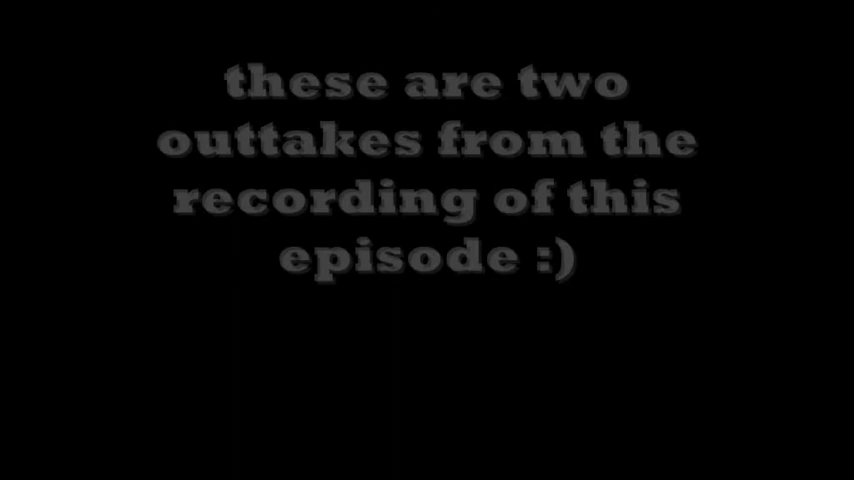 these are two
outtakes from the
recording of this
episode :)